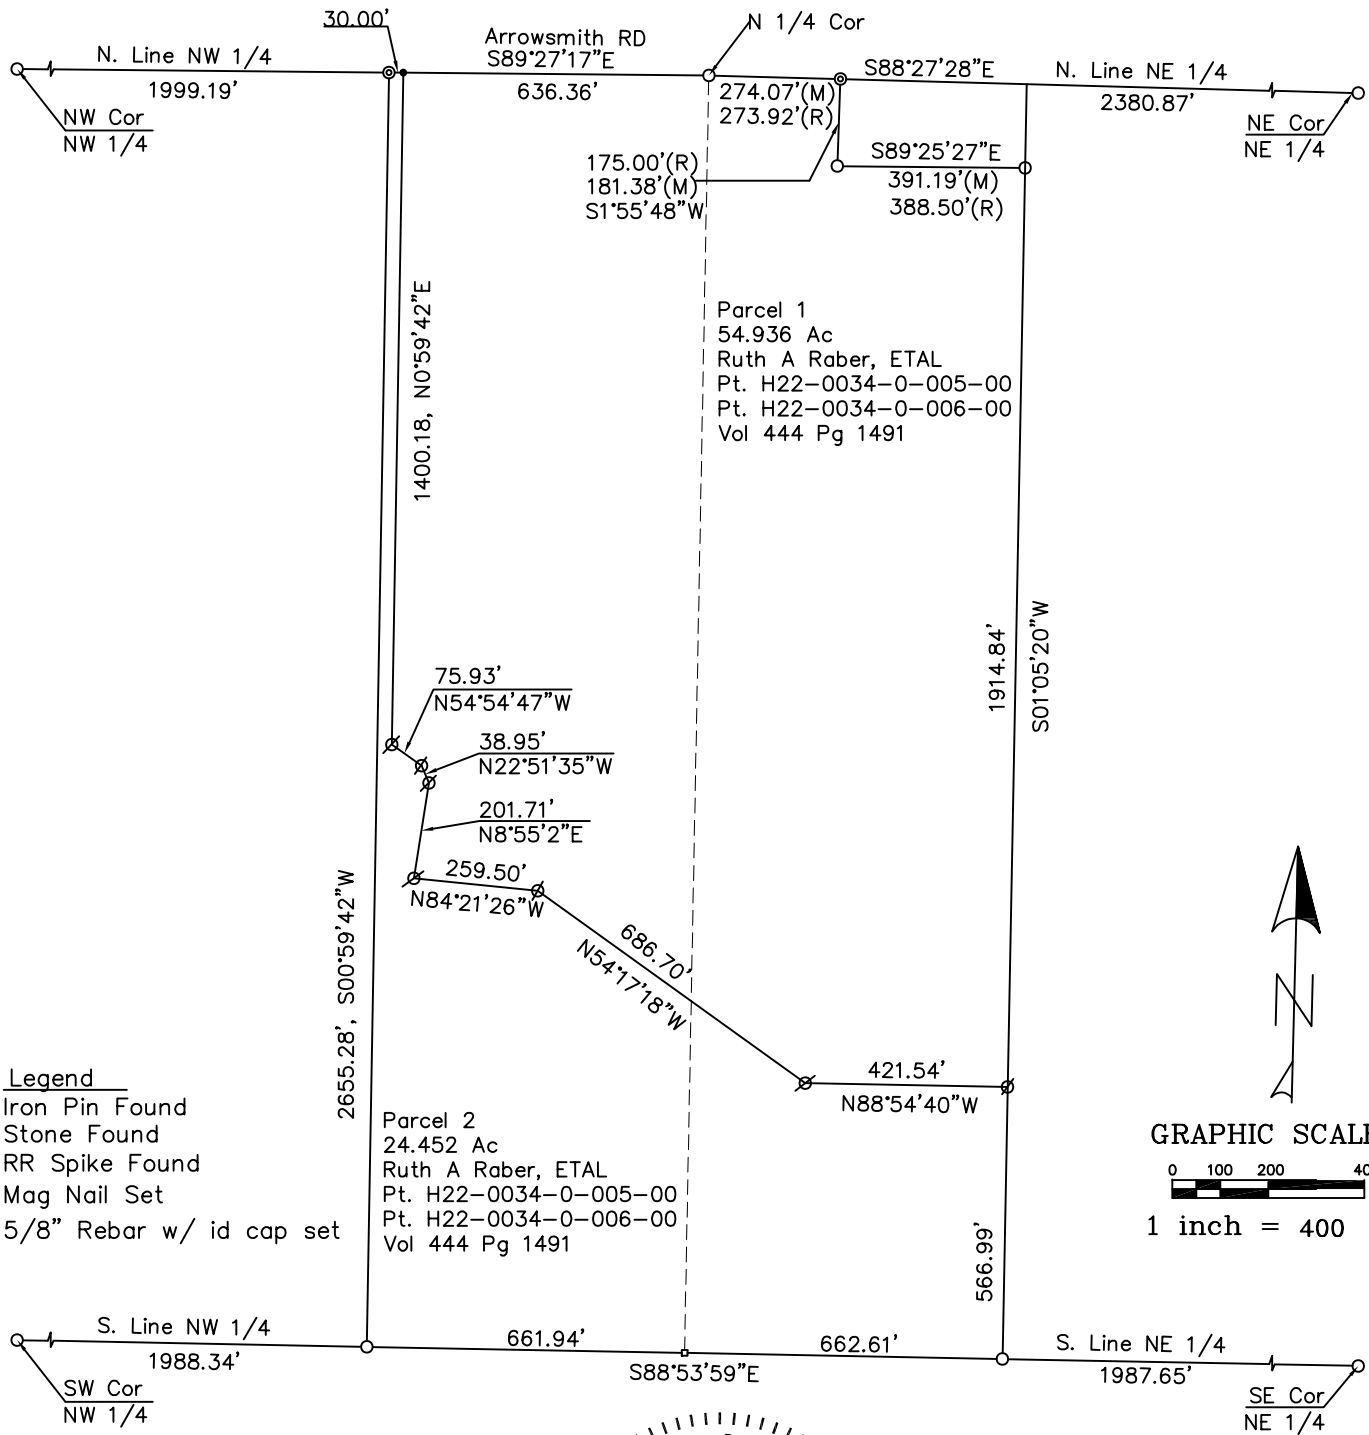 30.00'
N 1/4 Cor
Arrowsmith RD
N. Line NW 1/4
S89°27'17"E
S88°27'28"E
N. Line NE 1/4
1999.19'
636.36'
274.07'(M)
273.92'(R)
2380.87'
NW Cor
NW 1/4
NE Cor
NE 1/4
175.00'(R)
181.38'(M)
S1°55'48"W
S89°25'27"E
391.19'(M)
388.50'(R)
1400.18, N0°59'42"E
Parcel 1
54.936 Ac
Ruth A Raber, ETAL
Pt. H22-0034-0-005-00
Pt. H22-0034-0-006-00
Vol 444 Pg 1491
1914.84'
S01°05'20"W
75.93'
N54°54'47"W
38.95'
N22°51'35"W
201.71'
N8°55'2"E
259.50'
N84°21'26"W
686.70'
N54°17'18"W
2655.28', S00°59'42"W
421.54'
N88°54'40"W
N
Legend
Iron Pin Found
Stone Found
RR Spike Found
Mag Nail Set
5/8" Rebar w/ id cap set
Parcel 2
24.452 Ac
Ruth A Raber, ETAL
Pt. H22-0034-0-005-00
Pt. H22-0034-0-006-00
Vol 444 Pg 1491
GRAPHIC SCALE
0 100 200 40
1 inch = 400
566.99'
S. Line NW 1/4
661.94'
662.61'
S. Line NE 1/4
1988.34'
S88°53'59"E
1987.65'
SW Cor
NW 1/4
SE Cor
NE 1/4